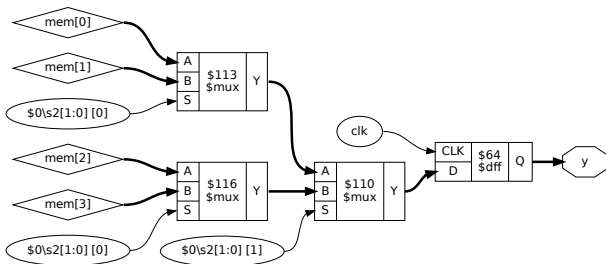 mem[0]
mem[1]
$0\s2[1:0] [0]
A
B
S
$113
$mux
Y
mem[2]
mem[3]
$0\s2[1:0] [0]
A
B
S
$116
$mux
Y
$0\s2[1:0] [1]
A
B
S
$110
$mux
Y
clk
CLK
D
$64
$dff
Q
y